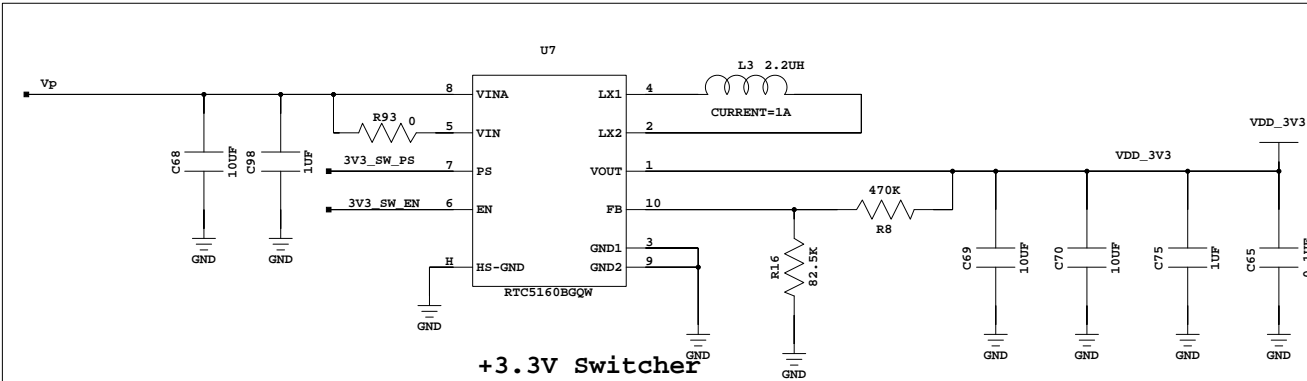 U7
Vp
L3 2.2UH
CURRENT=1A
8 VINA
LX1 4
R93 0
5 VIN
LX2 2
3V3_SW_PS
7 PS
VOUT 1
VDD_3V3
VDD_3V3
3V3_SW_EN
6 EN
FB 10
470K
R8
C68 10UF
C98 1UF
GND
GND
GND1 3
GND2 9
H HS-GND
RTC5160BGQW
GND
R16 82.5K
C69 10UF
C70 10UF
C75 1UF
C65
GND
GND
GND
GND
GND
GND
+3.3V Switcher